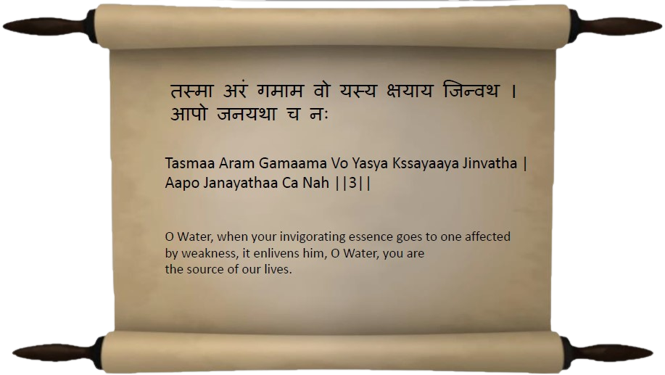 तस्मा अरं गमाम वो यस्य क्षयाय जिन्वथ ।
आपो जनयथा च नः
Tasmaa Aram Gamaama Vo Yasya Kssayaaya Jinvatha |
Aapo Janayathaa Ca Nah ||3||
O Water, when your invigorating essence goes to one affected
by weakness, it enlivens him, O Water, you are
the source of our lives.